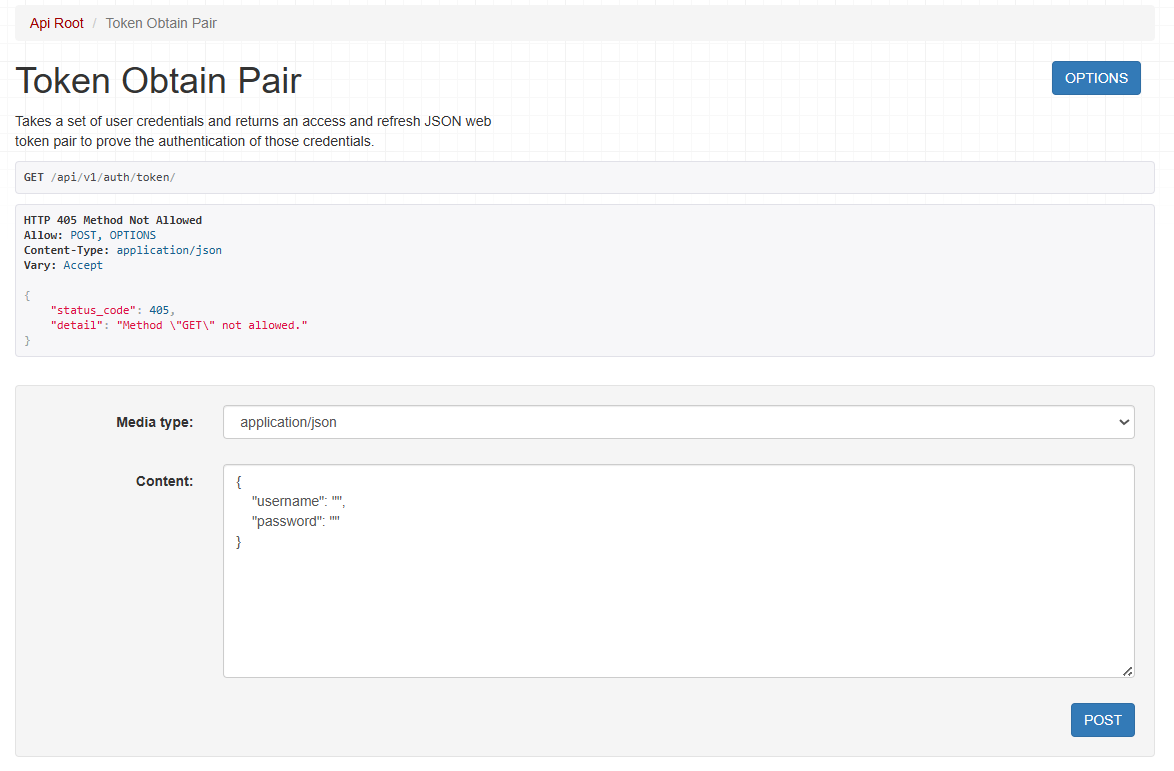 Api Root / Token Obtain Pair
Token Obtain Pair
OPTIONS
Takes a set of user credentials and returns an access and refresh JSON web
token pair to prove the authentication of those credentials.
GET /api/v1/auth/token/
HTTP 405 Method Not Allowed
Allow: POST, OPTIONS
Content-Type: application/json
Vary: Accept
{
    "status_code": 405,
    "detail": "Method \"GET\" not allowed."
}
Media type:
application/json
Content:
{
    "username": "",
    "password": ""
}
POST